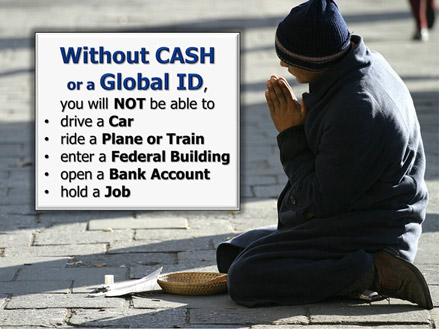 Without CASH
or a Global ID,
you will NOT be able to
• drive a Car
• ride a Plane or Train
• enter a Federal Building
• open a Bank Account
• hold a Job